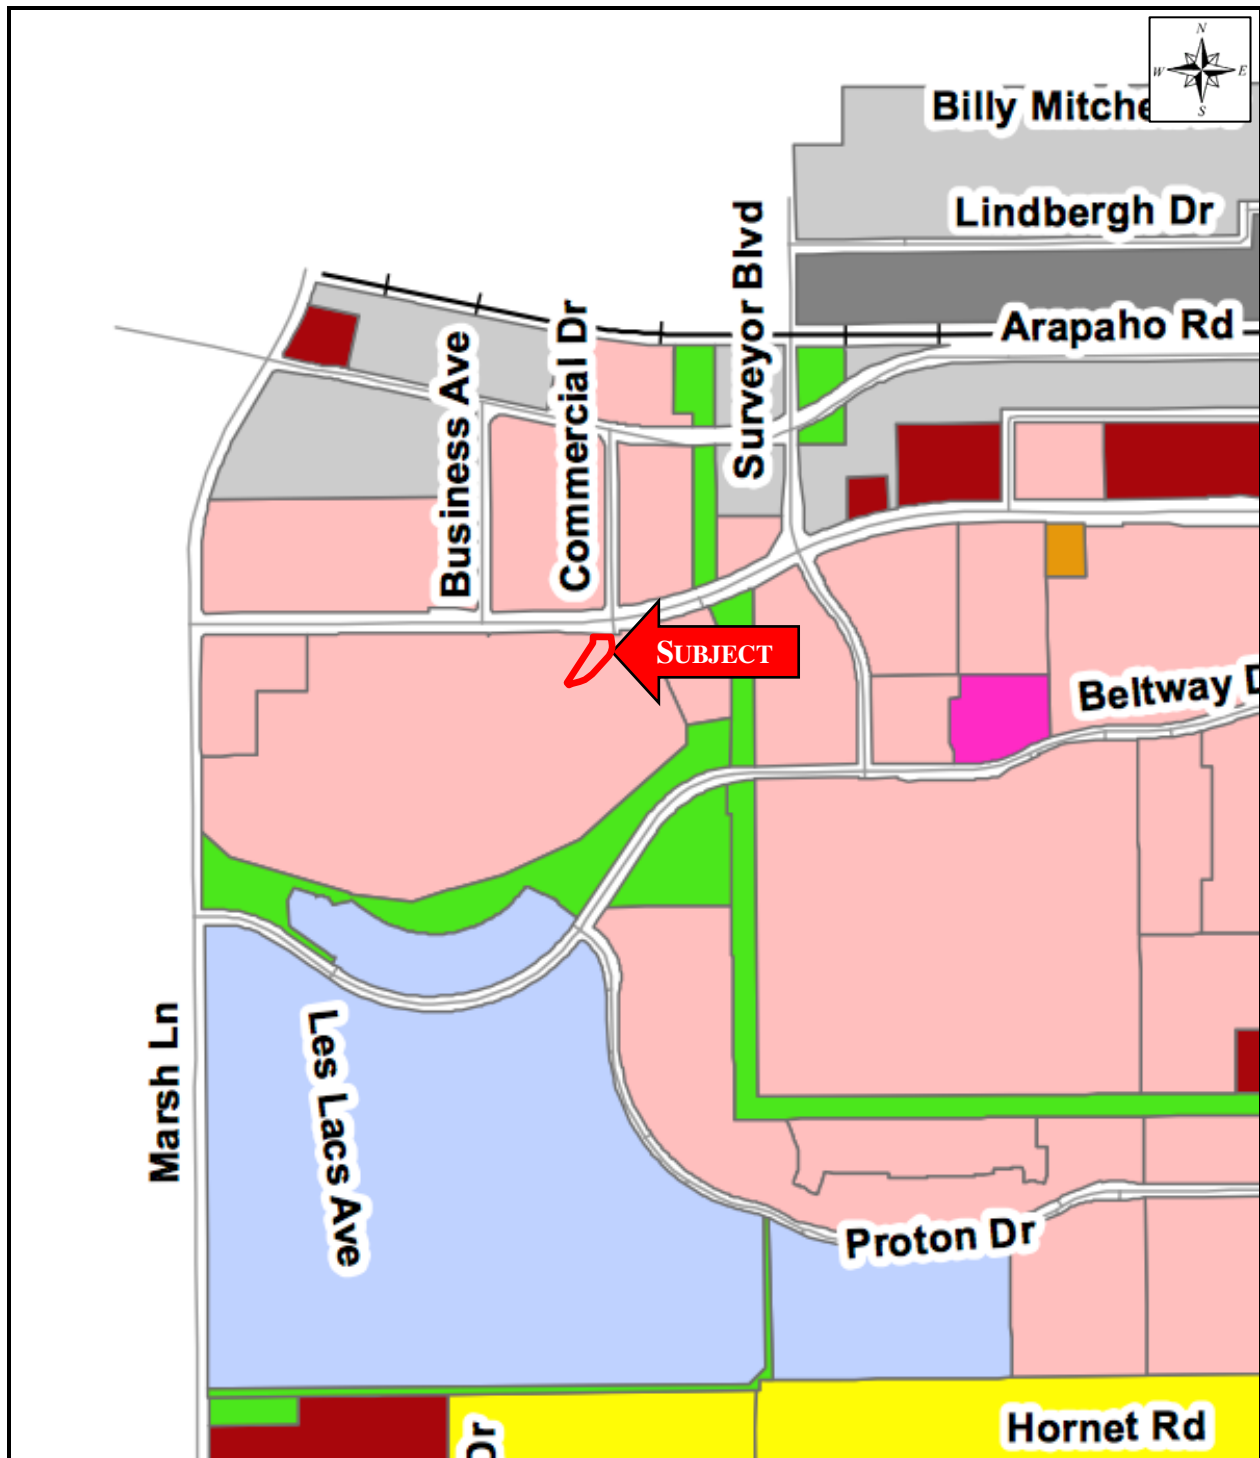 N
W
E
S
Billy Mitche
Lindbergh Dr
Surveyor Blvd
Arapaho Rd
Commercial Dr
Business Ave
SUBJECT
Beltway D
Marsh Ln
Les Lacs Ave
Proton Dr
Hornet Rd
Dr